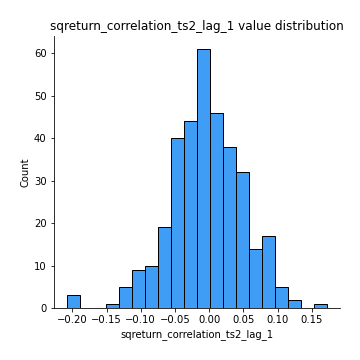 sqreturn_correlation_ts2_lag_1 value distribution
60
50
40
30
20
10
0
Count
−0.20 −0.15 −0.10 −0.05 0.00 0.05 0.10 0.15
sqreturn_correlation_ts2_lag_1